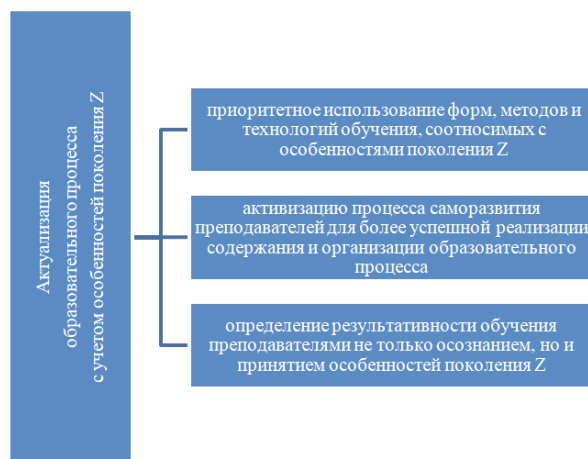 Актуализация
образовательного процесса
с учетом особенностей поколения Z
приоритетное использование форм, методов и
технологий обучения, соотносимых с
особенностями поколения Z
активизацию процесса саморазвития
преподавателей для более успешной реализации
содержания и организации образовательного
процесса
определение результативности обучения
преподавателями не только осознанием, но и
принятием особенностей поколения Z